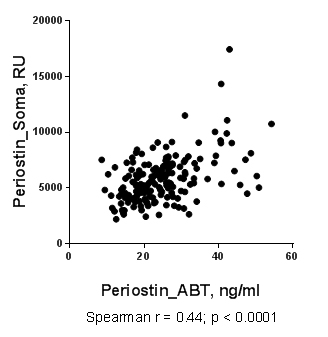 20000
15000
10000
5000
0
Periostin_Soma, RU
0 20 40 60
Periostin_ABT, ng/ml
Spearman r = 0.44; p < 0.0001